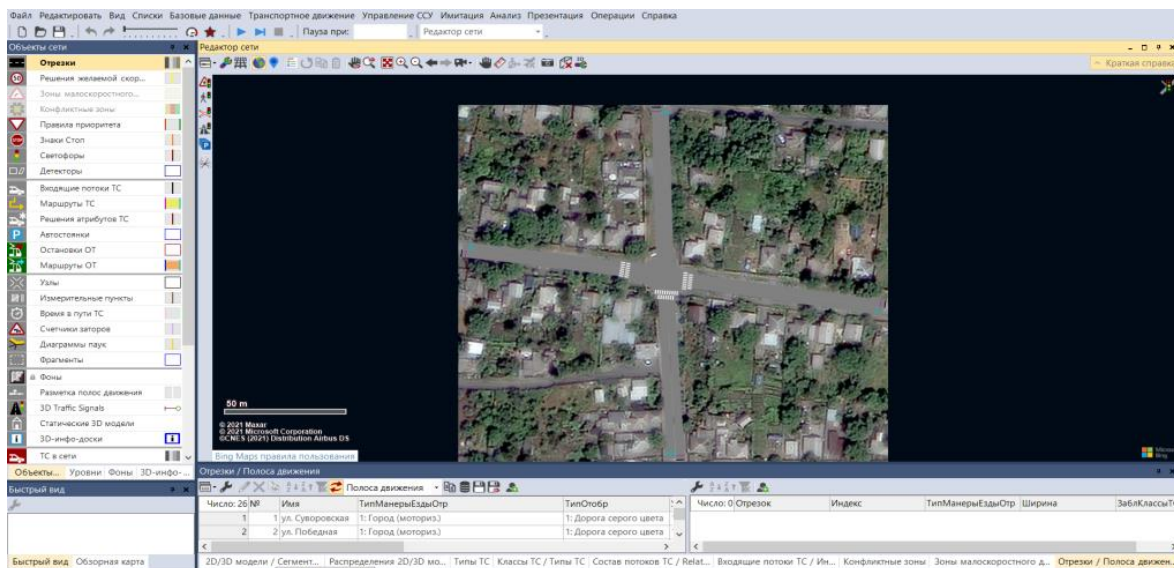 Файл Редактировать Вид Списки Базовые данные Транспортное движение Управление ССУ Имитация Анализ Презентация Операции Справка
Пауза при: Редактор сети
Объекты сети
Отрезки
Решения желаемой скор...
Зоны малоскоростного...
Конфликтные зоны
Правила приоритета
Знаки Стоп
Светофоры
Детекторы
Входящие потоки ТС
Маршруты ТС
Решения атрибутов ТС
Автостоянки
Остановки ОТ
Маршруты ОТ
Узлы
Измерительные пункты
Время в пути ТС
Счетчики заторов
Диаграммы паук
Фрагменты
Фоны
Разметка полос движения
3D Traffic Signals
Статические 3D модели
3D-инфо-доски
ТС в сети
Объекты... Уровни Фоны 3D-инфо-...
Быстрый вид
Быстрый вид Обзорная карта
Редактор сети
Краткая справка
50 m
© 2021 Maxar
© 2021 Microsoft Corporation
©CNES (2021) Distribution Airbus DS
Bing Maps правила пользования
Microsoft
Bing
Отрезки / Полоса движения
Полоса движения
Число: 26 № Имя ТипМанерыЕздыОтр ТипОтобр
1 1 ул. Суворовская 1: Город (моториз.) 1: Дорога серого цвета
2 2 ул. Победная 1: Город (моториз.) 1: Дорога серого цвета
Число: 0 Отрезок Индекс ТипМанерыЕздыОтр Ширина ЗаблКлассыТ
2D/3D модели / Сегмент... Распределения 2D/3D мо... Типы ТС Классы ТС / Типы ТС Состав потоков ТС / Relat... Входящие потоки ТС / Ин... Конфликтные зоны Зоны малоскоростного д... Отрезки / Полоса движен